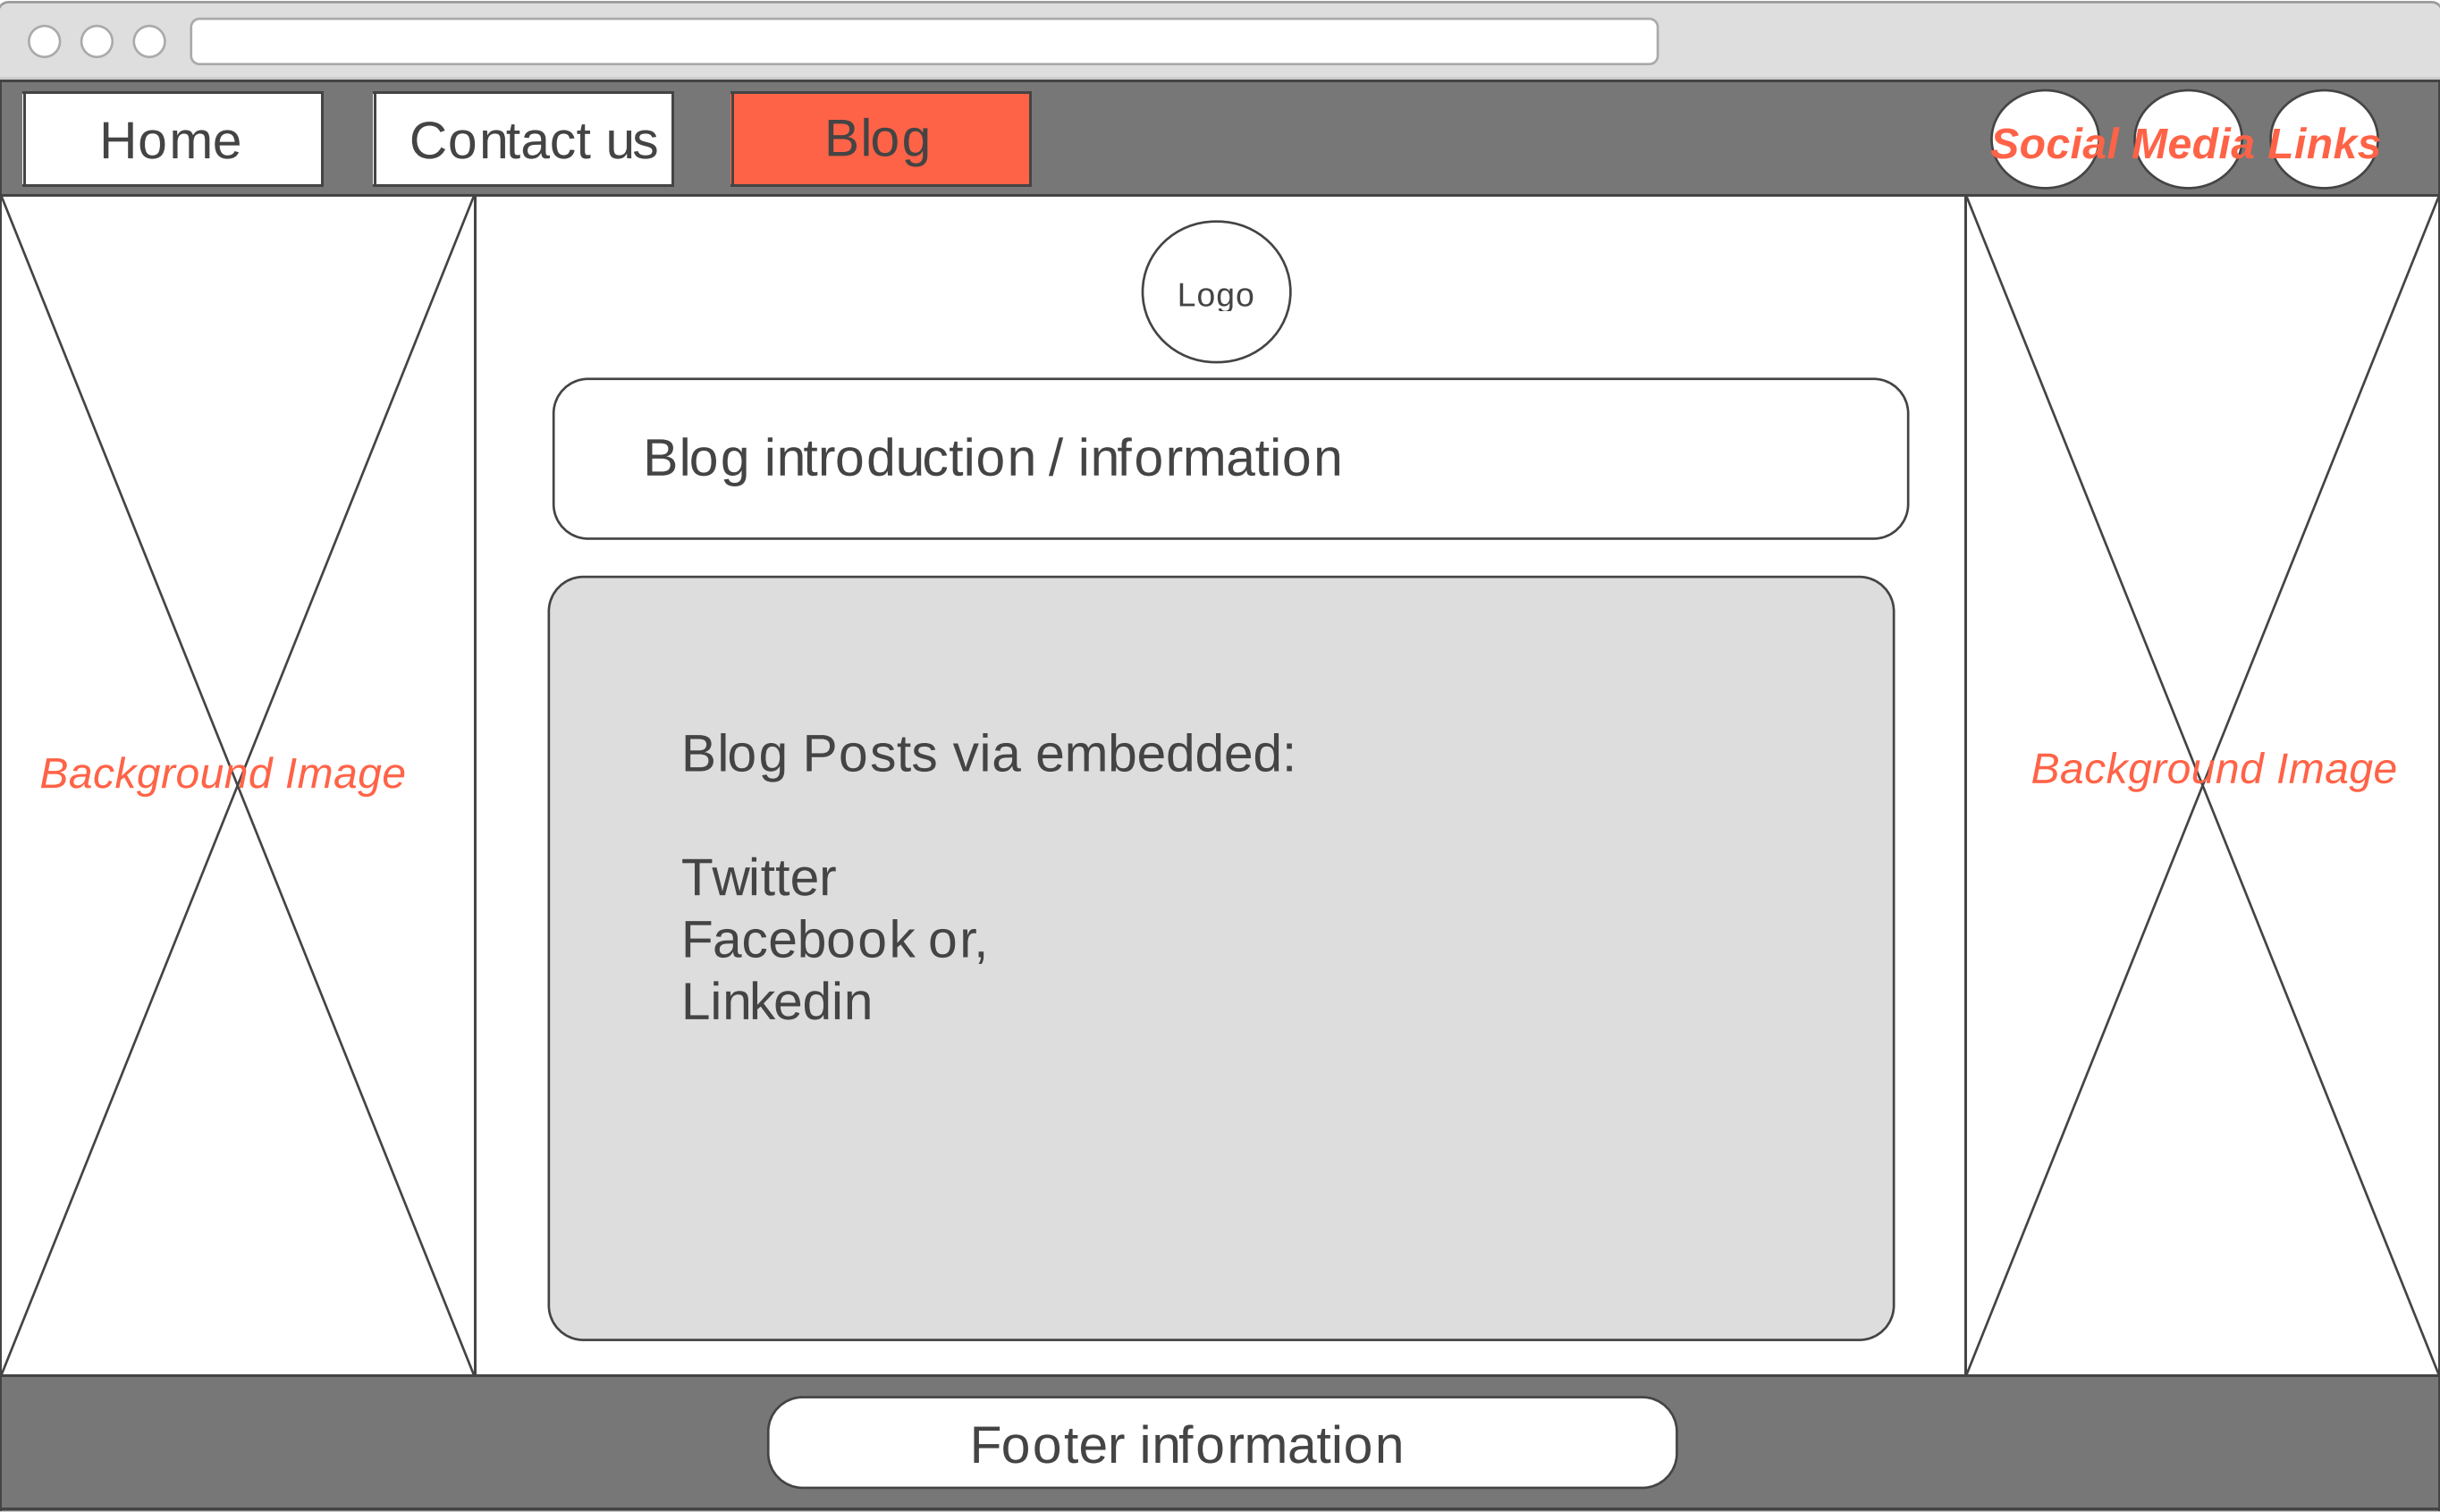 Home
Contact us
Blog
Social Media Links
Logo
Blog introduction / information
Background Image
Background Image
Blog Posts via embedded:
Twitter
Facebook or,
Linkedin
Footer information